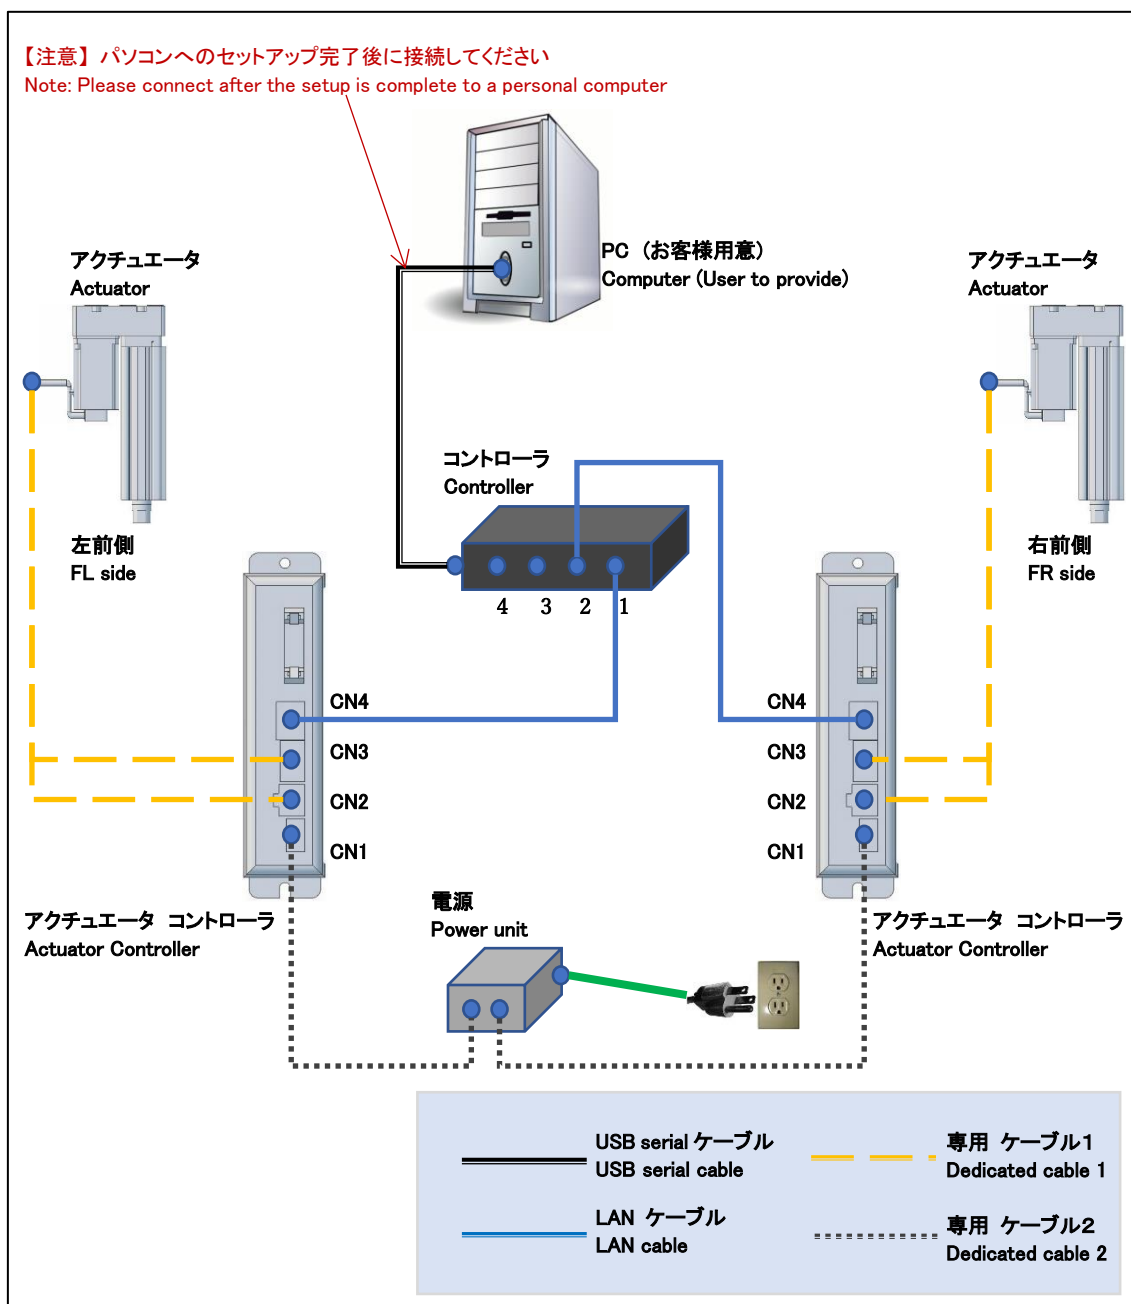 【注意】 パソコンへのセットアップ完了後に接続してください
Note: Please connect after the setup is complete to a personal computer
PC （お客様用意）
Computer (User to provide)
アクチュエータ
Actuator
アクチュエータ
Actuator
コントローラ
Controller
左前側
FL side
右前側
FR side
4 3 2 1
CN4
CN3
CN2
CN1
CN4
CN3
CN2
CN1
アクチュエータ コントローラ
Actuator Controller
電源
Power unit
アクチュエータ コントローラ
Actuator Controller
USB serial ケーブル
USB serial cable
専用 ケーブル１
Dedicated cable 1
LAN ケーブル
LAN cable
専用 ケーブル２
Dedicated cable 2